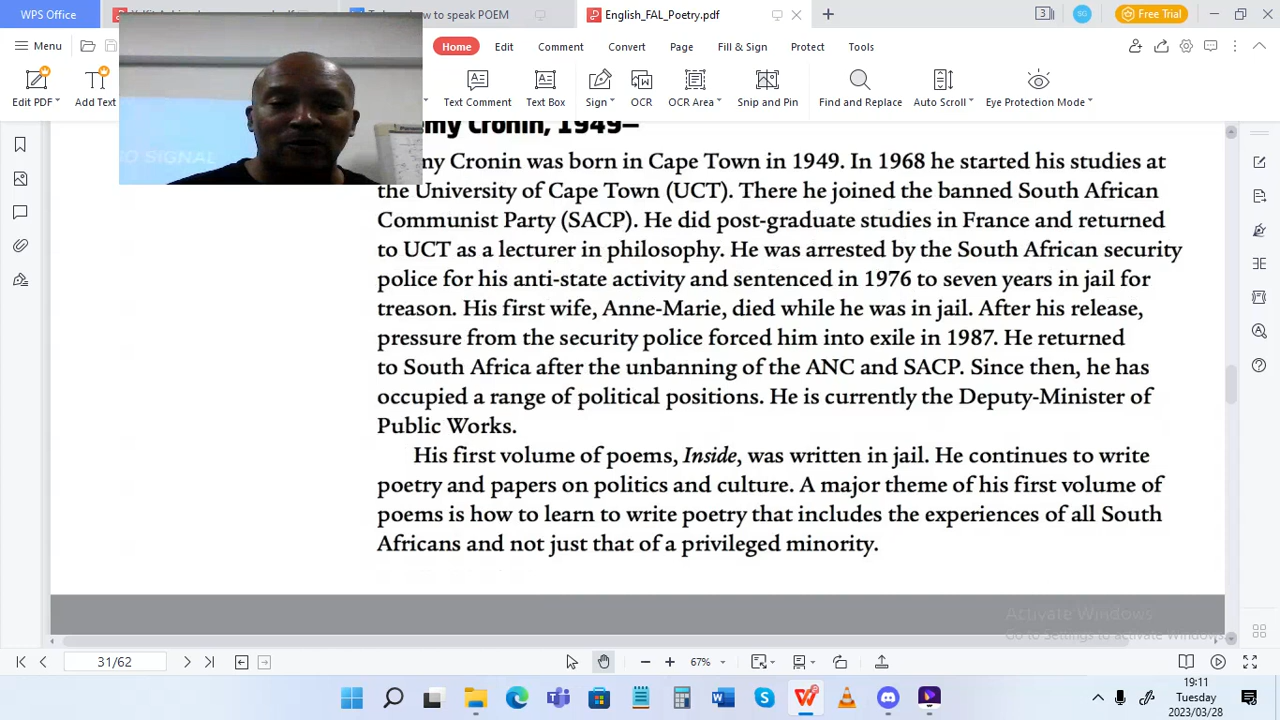 POEM
English_FAL_Poetry.pdf
3
SG
Free Trial
Menu
Home
Edit
Comment
Convert
Page
Fill & Sign
Protect
Tools
Edit PDF
Add Text
Text Comment
Text Box
Sign
OCR
OCR Area
Snip and Pin
Find and Replace
Auto Scroll
Eye Protection Mode
my Cronin, 1949–
my Cronin was born in Cape Town in 1949. In 1968 he started his studies at
the University of Cape Town (UCT). There he joined the banned South African
Communist Party (SACP). He did post-graduate studies in France and returned
to UCT as a lecturer in philosophy. He was arrested by the South African security
police for his anti-state activity and sentenced in 1976 to seven years in jail for
treason. His first wife, Anne-Marie, died while he was in jail. After his release,
pressure from the security police forced him into exile in 1987. He returned
to South Africa after the unbanning of the ANC and SACP. Since then, he has
occupied a range of political positions. He is currently the Deputy-Minister of
Public Works.
His first volume of poems, Inside, was written in jail. He continues to write
poetry and papers on politics and culture. A major theme of his first volume of
poems is how to learn to write poetry that includes the experiences of all South
Africans and not just that of a privileged minority.
SIGNAL
Activate Windows
Go to Settings to activate Windows.
31/62
67%
19:11
Tuesday
2023/03/28